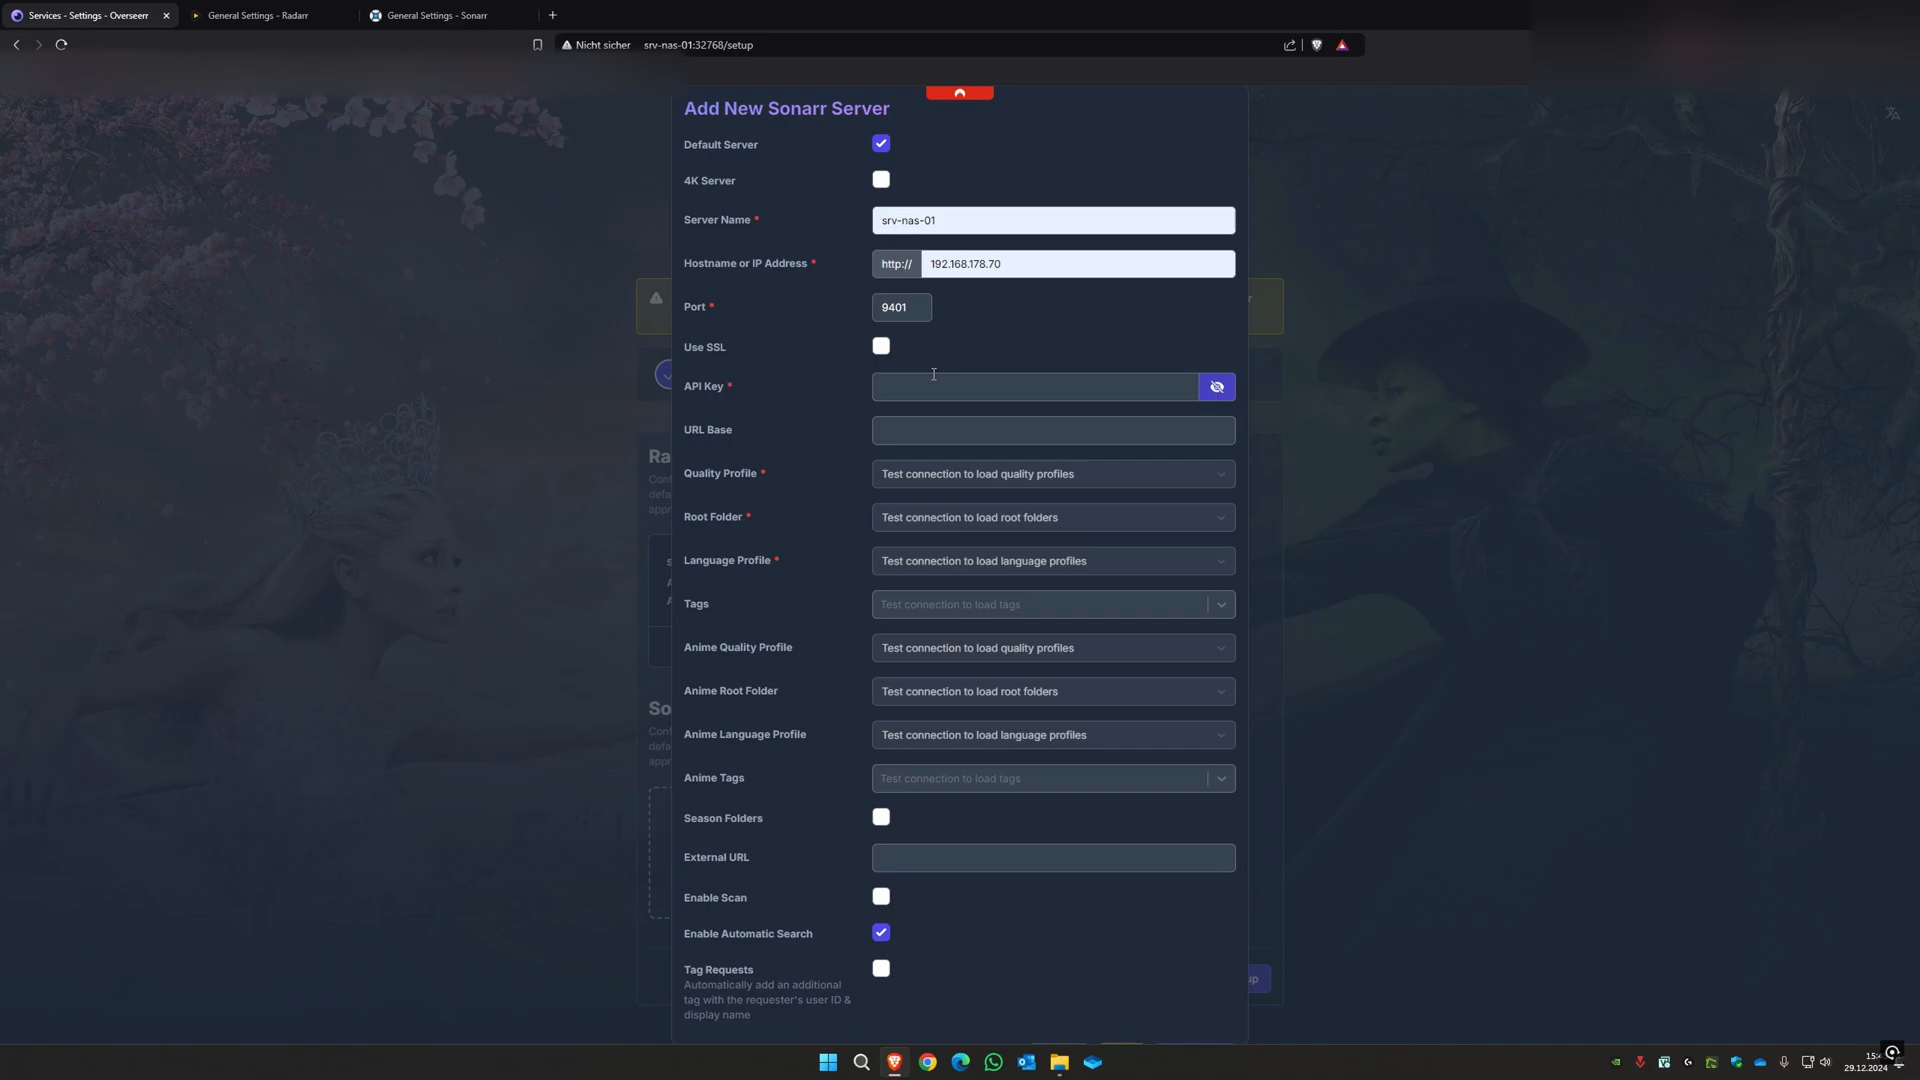 Services - Settings - Overseerr
General Settings - Radarr
General Settings - Sonarr
Nicht sicher
srv-nas-01:32768/setup
Add New Sonarr Server
Default Server
4K Server
Server Name *
srv-nas-01
Hostname or IP Address *
http://
192.168.178.70
Port *
9401
Use SSL
API Key *
URL Base
Quality Profile *
Test connection to load quality profiles
Root Folder *
Test connection to load root folders
Language Profile *
Test connection to load language profiles
Tags
Test connection to load tags
Anime Quality Profile
Test connection to load quality profiles
Anime Root Folder
Test connection to load root folders
Anime Language Profile
Test connection to load language profiles
Anime Tags
Test connection to load tags
Season Folders
External URL
Enable Scan
Enable Automatic Search
Tag Requests
Automatically add an additional
tag with the requester's user ID &
display name
29.12.2024